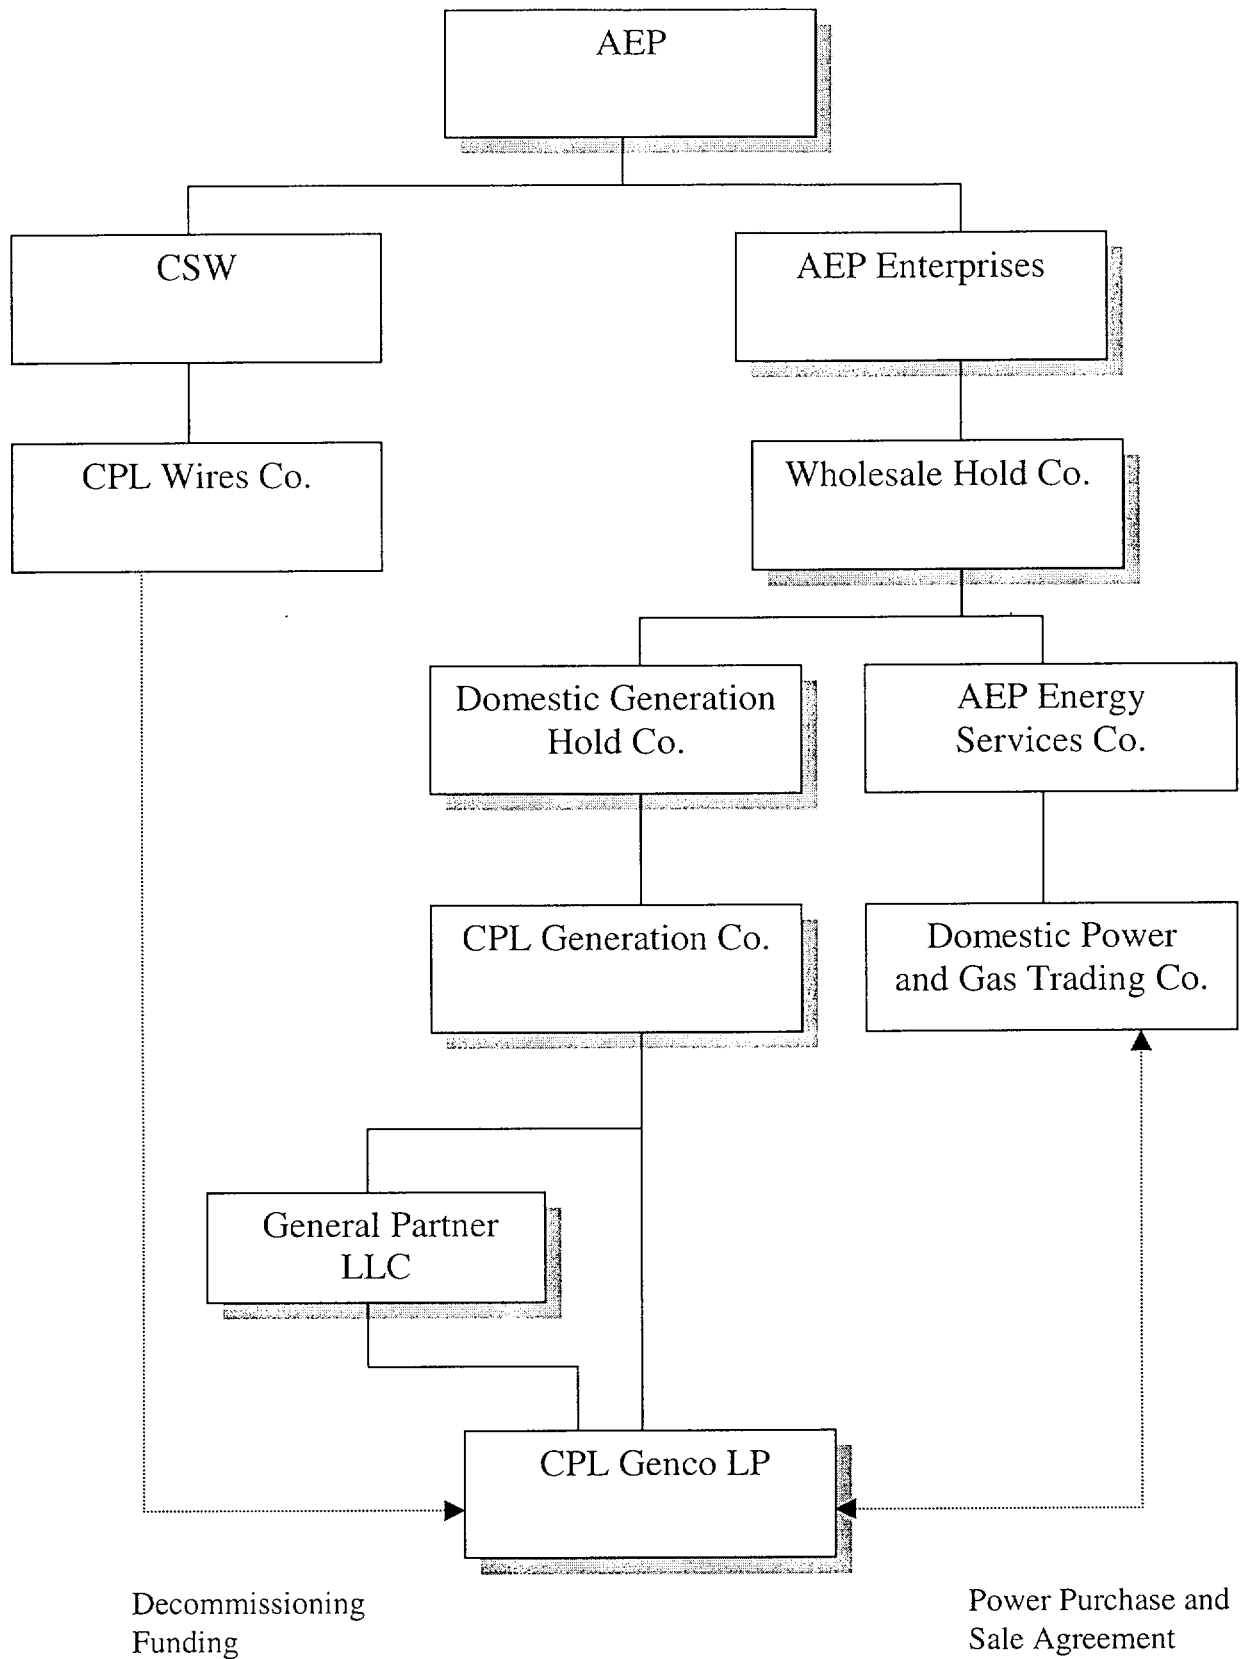 AEP
CSW
AEP Enterprises
CPL Wires Co.
Wholesale Hold Co.
Domestic Generation
Hold Co.
AEP Energy
Services Co.
CPL Generation Co.
Domestic Power
and Gas Trading Co.
General Partner
LLC
CPL Genco LP
Decommissioning
Funding
Power Purchase and
Sale Agreement